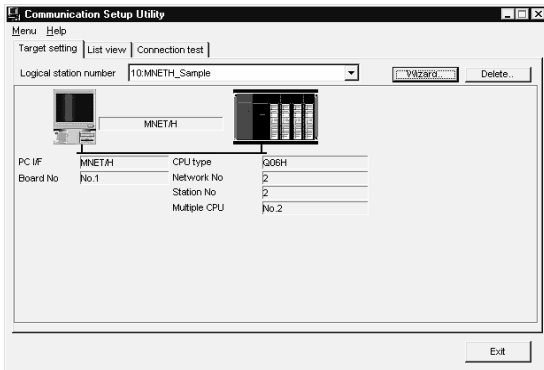 Communication Setup Utility
Menu Help
Target setting List view Connection test
Logical station number 10:MNETH_Sample Wizard... Delete..
MNET/H
PC I/F MNET/H CPU type Q06H
Board No No.1 Network No 2
Station No 2
Multiple CPU No.2
Exit